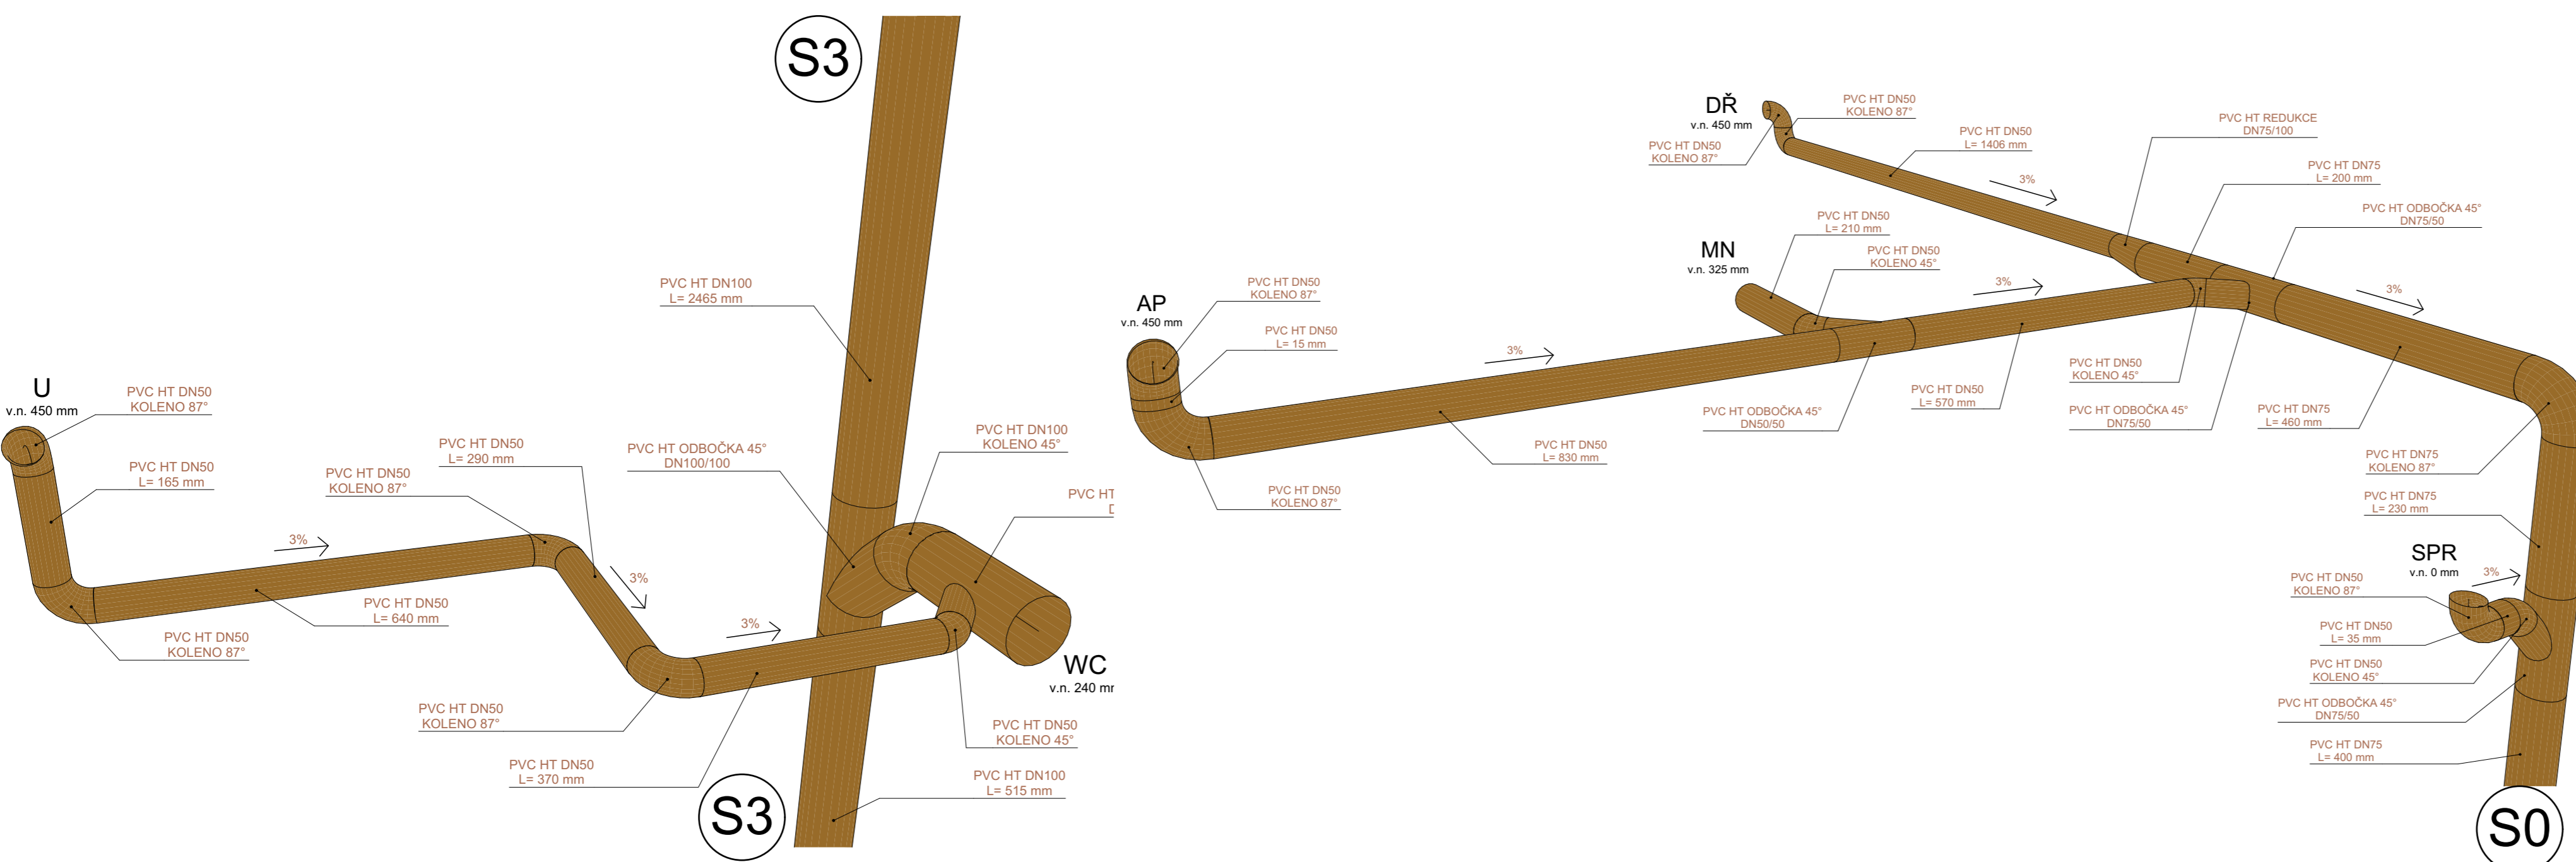 S3
U
v.n. 450 mm
PVC HT DN50
KOLENO 87°
PVC HT DN50
L= 165 mm
PVC HT DN50
KOLENO 87°
3%
PVC HT DN50
L= 640 mm
PVC HT DN50
KOLENO 87°
PVC HT DN50
L= 290 mm
3%
PVC HT DN50
KOLENO 87°
PVC HT DN50
L= 370 mm
3%
PVC HT DN100
L= 2465 mm
PVC HT ODBOČKA 45°
DN100/100
PVC HT DN100
KOLENO 45°
PVC HT
WC
v.n. 240 mm
PVC HT DN50
KOLENO 45°
PVC HT DN100
L= 515 mm
S3
AP
v.n. 450 mm
PVC HT DN50
KOLENO 87°
PVC HT DN50
L= 15 mm
PVC HT DN50
KOLENO 87°
3%
PVC HT DN50
L= 830 mm
MN
v.n. 325 mm
PVC HT DN50
L= 210 mm
PVC HT DN50
KOLENO 45°
PVC HT ODBOČKA 45°
DN50/50
3%
PVC HT DN50
L= 570 mm
PVC HT DN50
KOLENO 45°
PVC HT ODBOČKA 45°
DN75/50
DŘ
v.n. 450 mm
PVC HT DN50
KOLENO 87°
PVC HT DN50
KOLENO 87°
PVC HT DN50
L= 1406 mm
3%
PVC HT REDUKCE
DN75/100
PVC HT DN75
L= 200 mm
PVC HT ODBOČKA 45°
DN75/50
3%
PVC HT DN75
L= 460 mm
PVC HT DN75
KOLENO 87°
PVC HT DN75
L= 230 mm
SPR
v.n. 0 mm
3%
PVC HT DN50
KOLENO 87°
PVC HT DN50
L= 35 mm
PVC HT DN50
KOLENO 45°
PVC HT ODBOČKA 45°
DN75/50
PVC HT DN75
L= 400 mm
S0